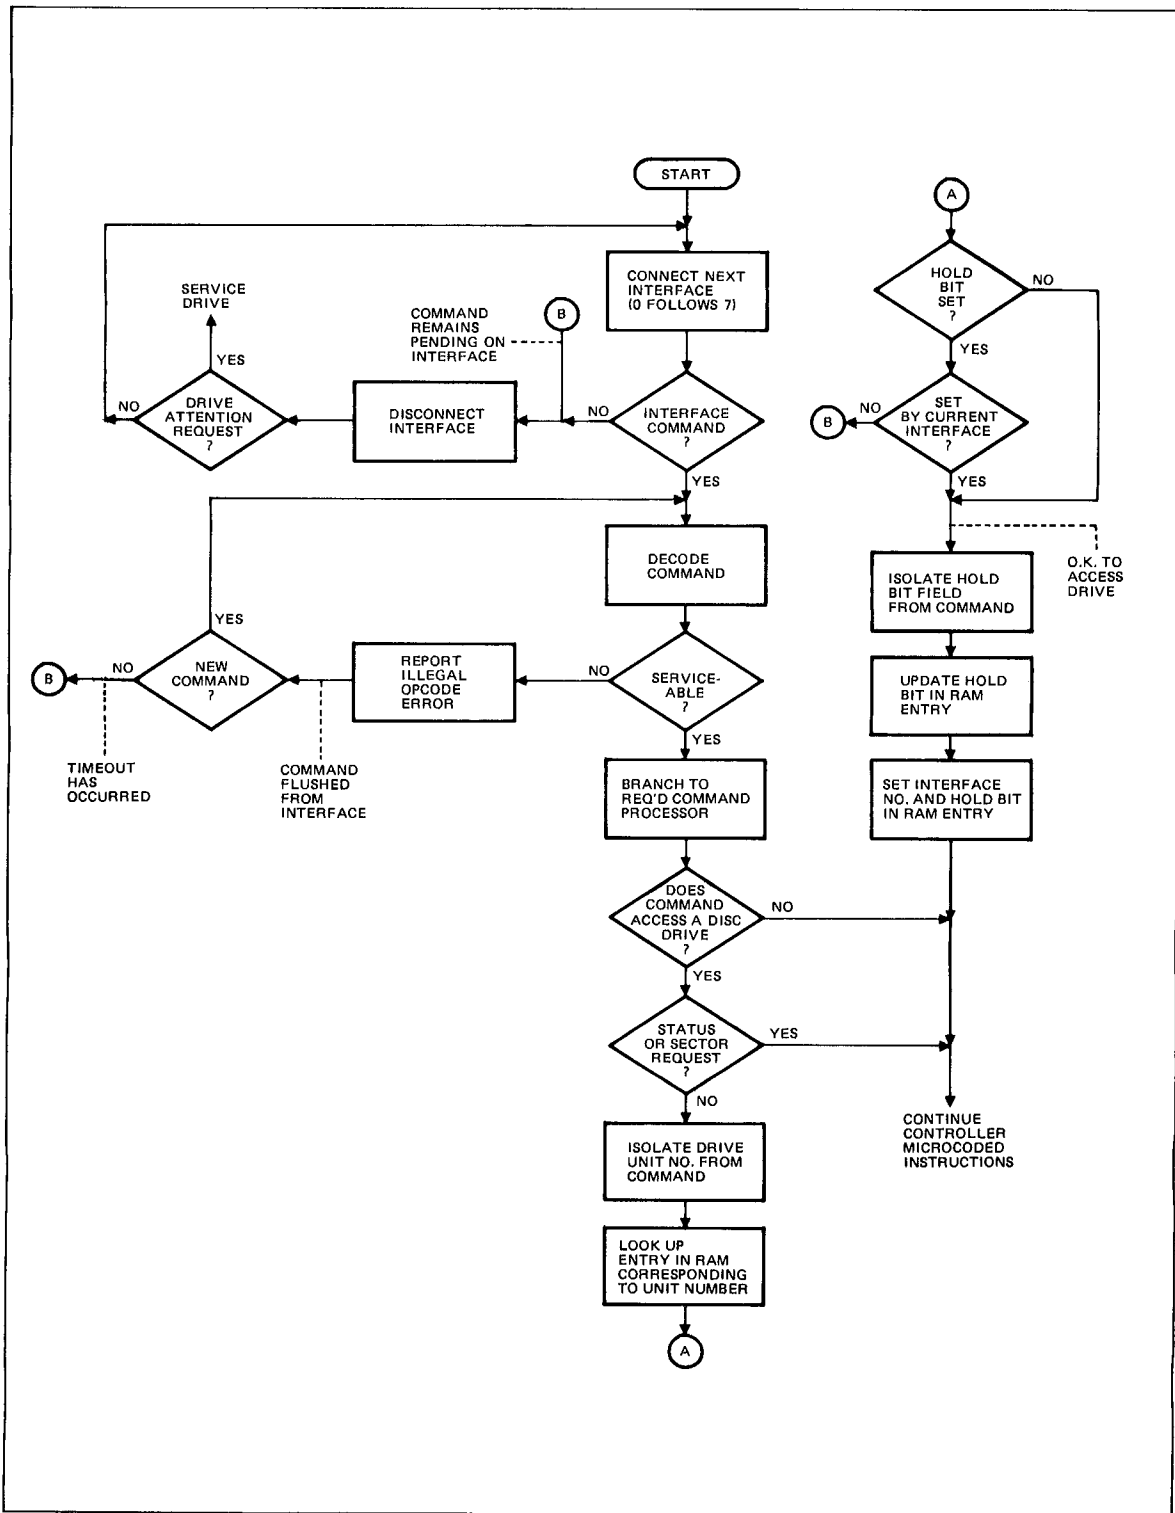 START
A
CONNECT NEXT
INTERFACE
(0 FOLLOWS 7)
HOLD
BIT
SET
?
NO
YES
SERVICE
DRIVE
COMMAND
REMAINS
PENDING ON
INTERFACE
B
YES
NO
DRIVE
ATTENTION
REQUEST
?
DISCONNECT
INTERFACE
NO
INTERFACE
COMMAND
?
YES
B
NO
SET
BY CURRENT
INTERFACE
?
YES
DECODE
COMMAND
O.K. TO
ACCESS
DRIVE
ISOLATE HOLD
BIT FIELD
FROM COMMAND
YES
B
NO
NEW
COMMAND
?
REPORT
ILLEGAL
OPCODE
ERROR
NO
SERVICE-
ABLE
?
YES
UPDATE HOLD
BIT IN RAM
ENTRY
TIMEOUT
HAS
OCCURRED
COMMAND
FLUSHED
FROM
INTERFACE
BRANCH TO
REQ'D COMMAND
PROCESSOR
SET INTERFACE
NO. AND HOLD BIT
IN RAM ENTRY
DOES
COMMAND
ACCESS A DISC
DRIVE
?
NO
YES
STATUS
OR SECTOR
REQUEST
?
YES
NO
CONTINUE
CONTROLLER
MICROCODED
INSTRUCTIONS
ISOLATE DRIVE
UNIT NO. FROM
COMMAND
LOOK UP
ENTRY IN RAM
CORRESPONDING
TO UNIT NUMBER
A